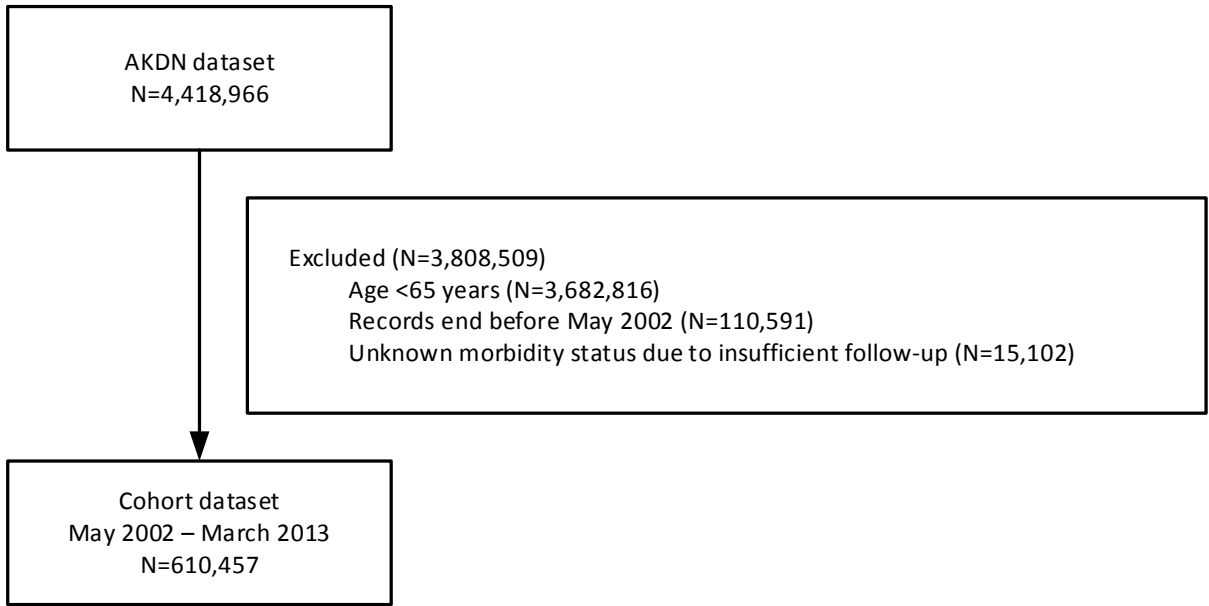 AKDN dataset
N=4,418,966
Excluded (N=3,808,509)
Age <65 years (N=3,682,816)
Records end before May 2002 (N=110,591)
Unknown morbidity status due to insufficient follow-up (N=15,102)
Cohort dataset
May 2002 – March 2013
N=610,457